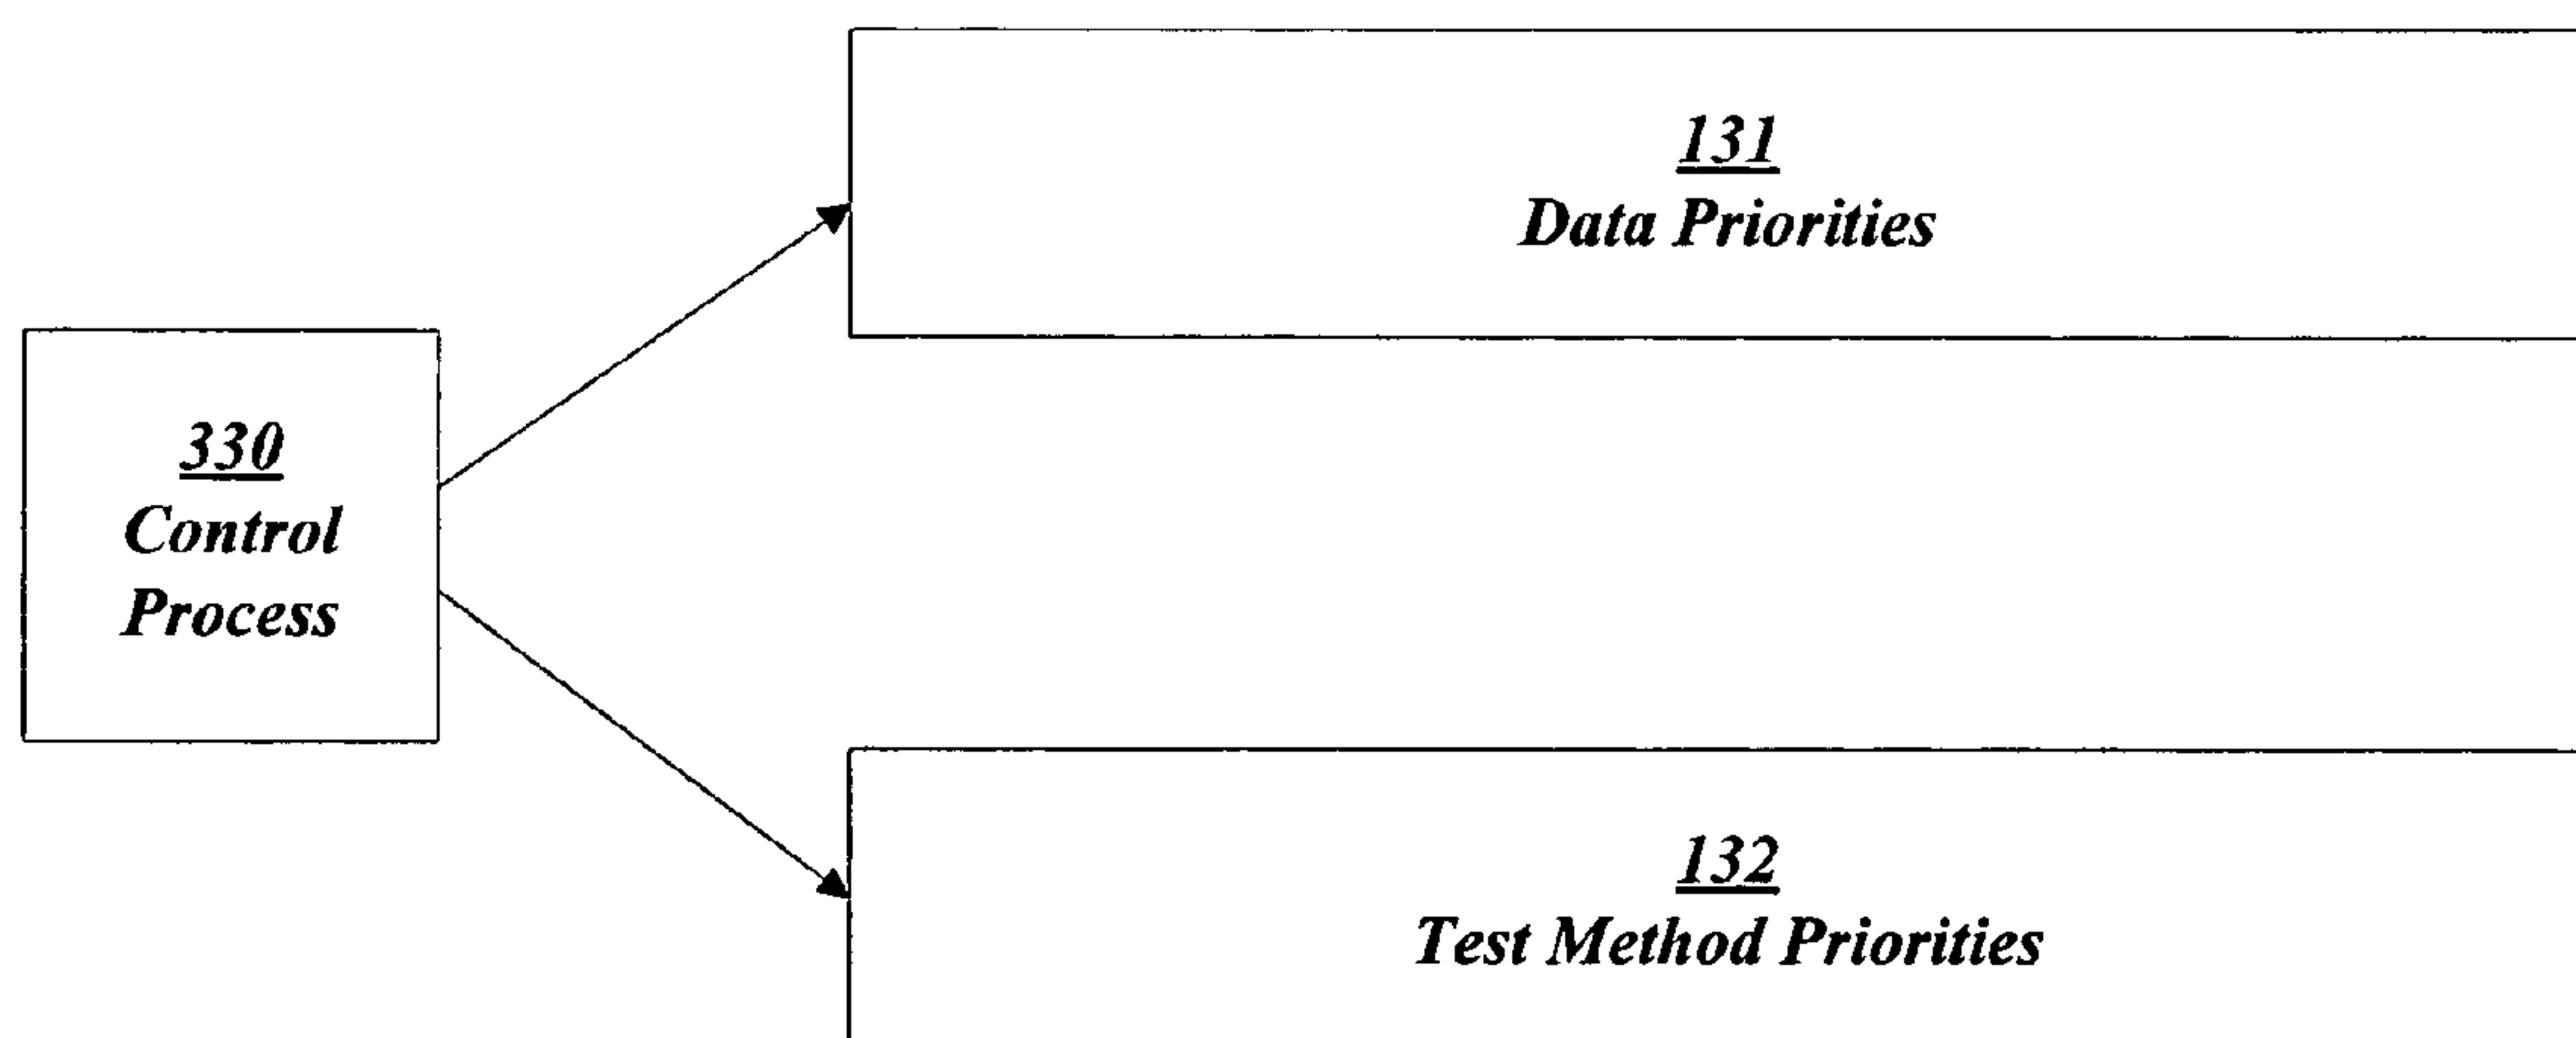 131
Data Priorities
330
Control
Process
132
Test Method Priorities